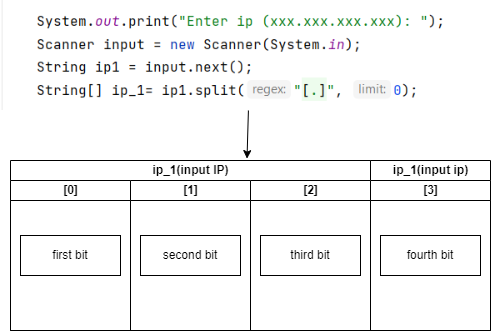 System.out.print("Enter ip (xxx.xxx.xxx.xxx): ");
Scanner input = new Scanner(System.in);
String ip1 = input.next();
String[] ip_1= ip1.split( regex: "[.]", limit: 0);
ip_1(input IP) ip_1(input ip)
[0] [1] [2] [3]
first bit second bit third bit fourth bit